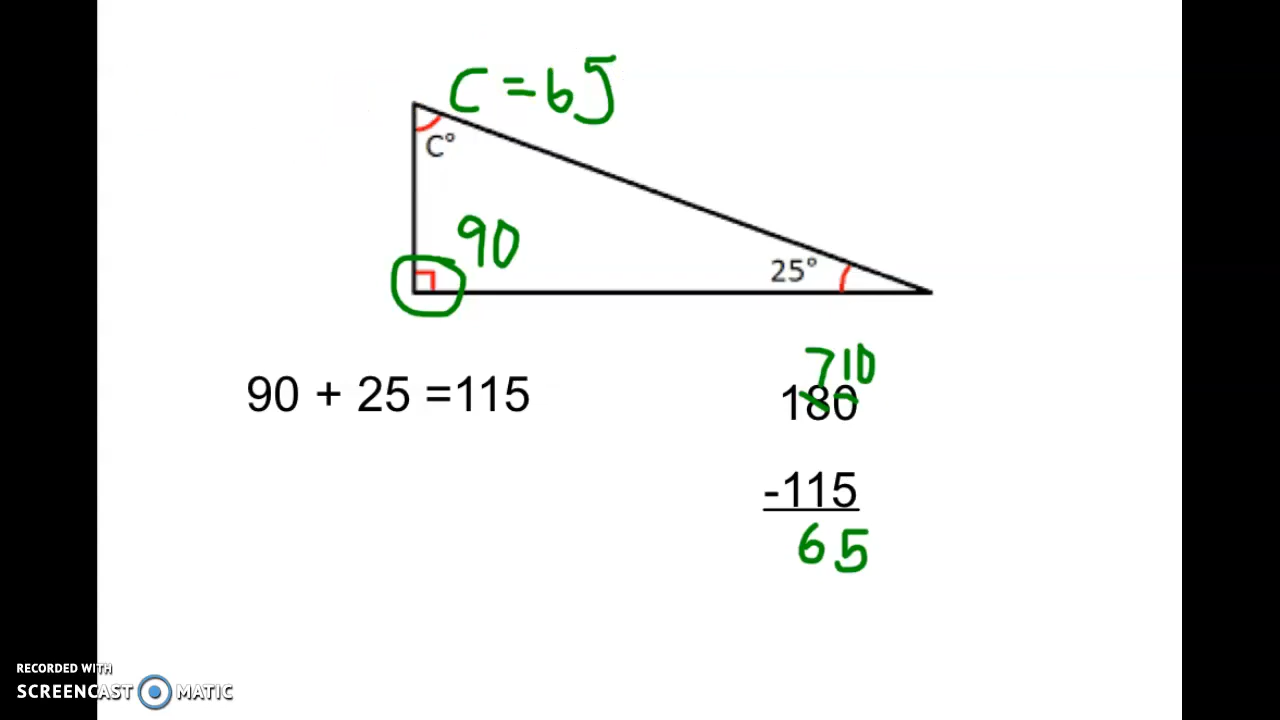 C = 65
C°
90
25°
7 10
90 + 25 =115
180
-115
65
RECORDED WITH
SCREENCAST MATIC